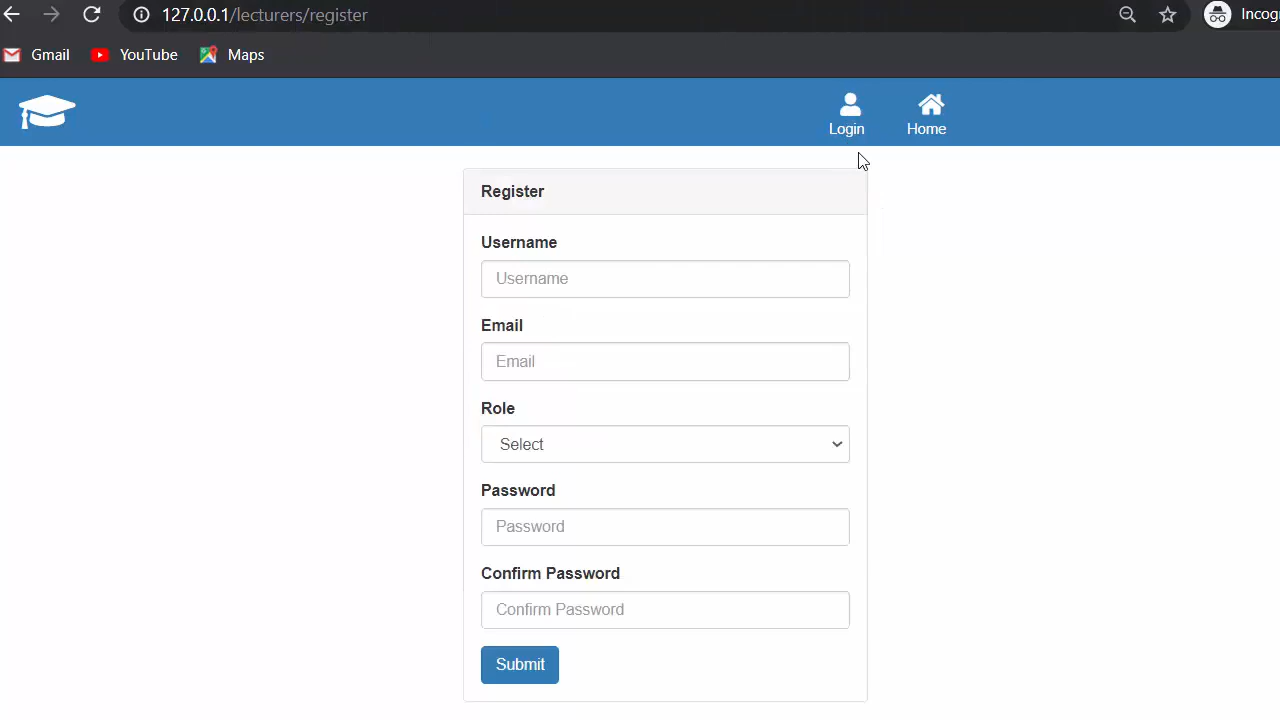 127.0.0.1/lecturers/register
Incog
Gmail YouTube Maps
Login Home
Register
Username
Username
Email
Email
Role
Select
Password
Password
Confirm Password
Confirm Password
Submit